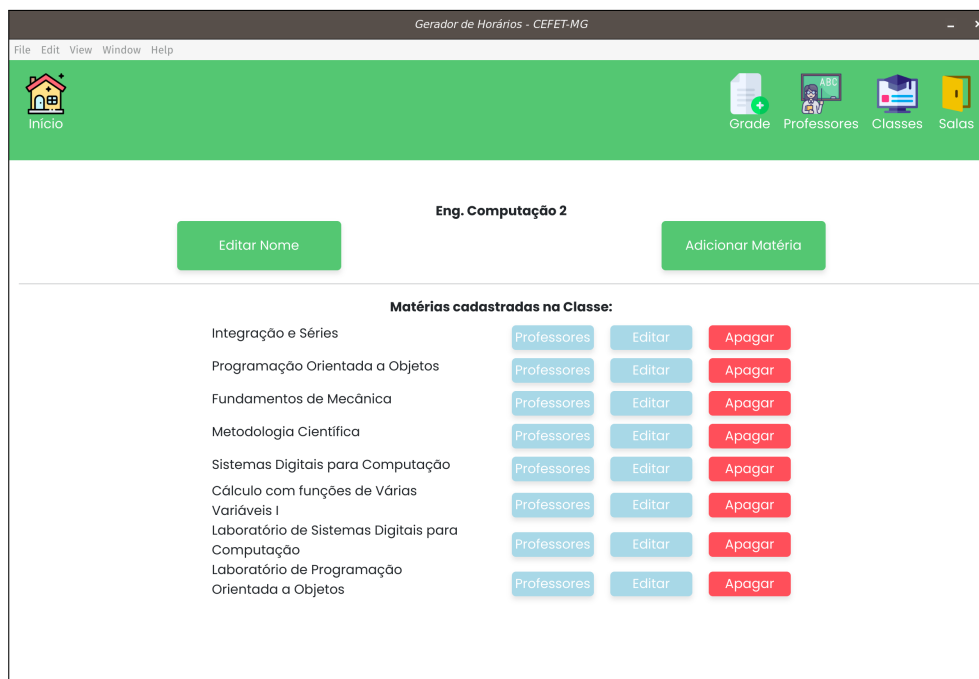 Gerador de Horários - CEFET-MG
File Edit View Window Help
ABC
Início
Grade Professores Classes Salas
Eng. Computação 2
Editar Nome Adicionar Matéria
Matérias cadastradas na Classe:
Integração e Séries Professores Editar Apagar
Programação Orientada a Objetos Professores Editar Apagar
Fundamentos de Mecânica Professores Editar Apagar
Metodologia Científica Professores Editar Apagar
Sistemas Digitais para Computação Professores Editar Apagar
Cálculo com funções de Várias
Variáveis I Professores Editar Apagar
Laboratório de Sistemas Digitais para
Computação Professores Editar Apagar
Laboratório de Programação
Orientada a Objetos Professores Editar Apagar